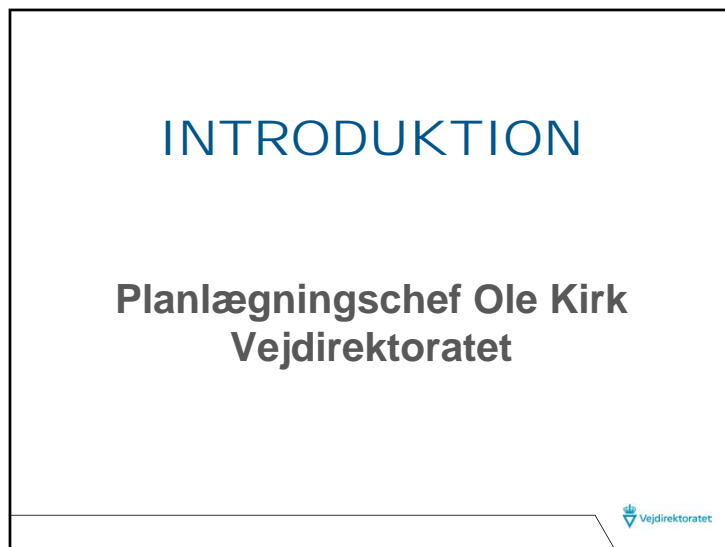 INTRODUKTION
Planlægningschef Ole Kirk
Vejdirektoratet
Vejdirektoratet